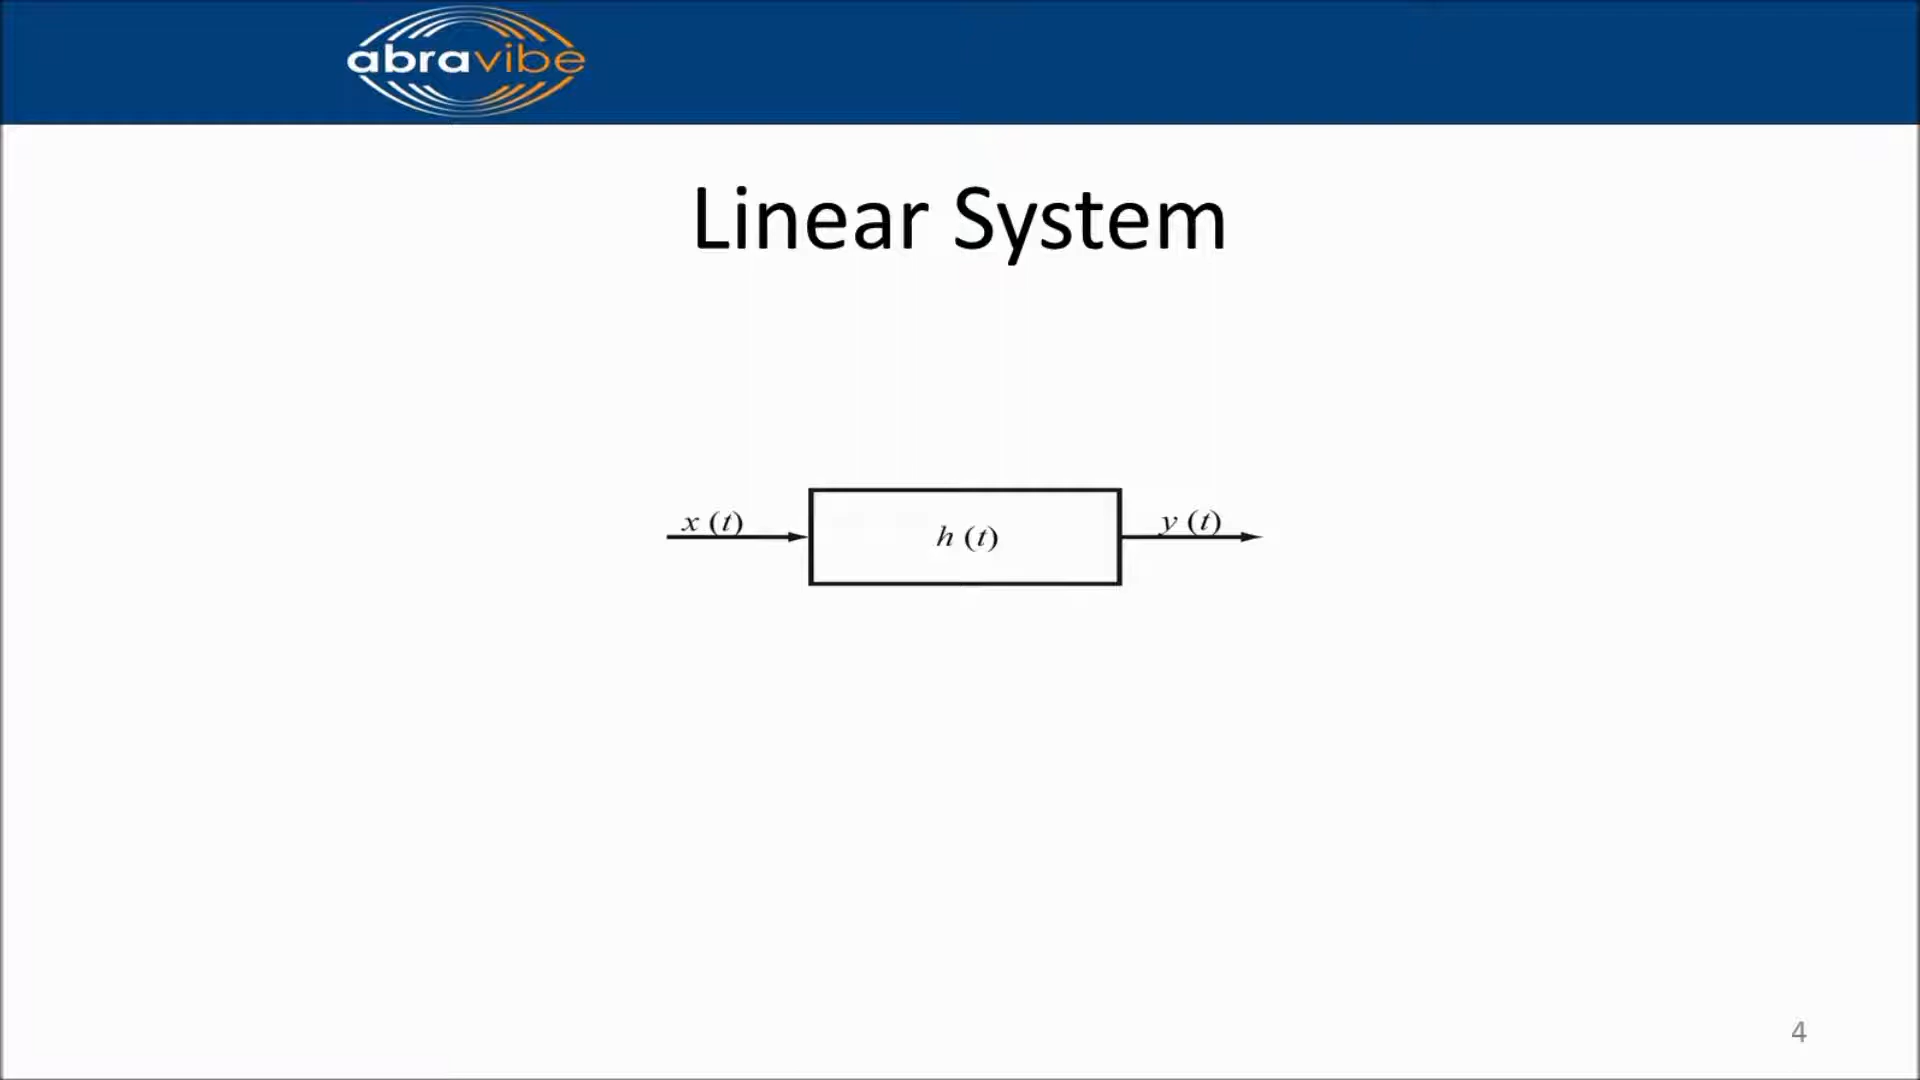 abravibe
Linear System
x (t)
h (t)
y (t)
4